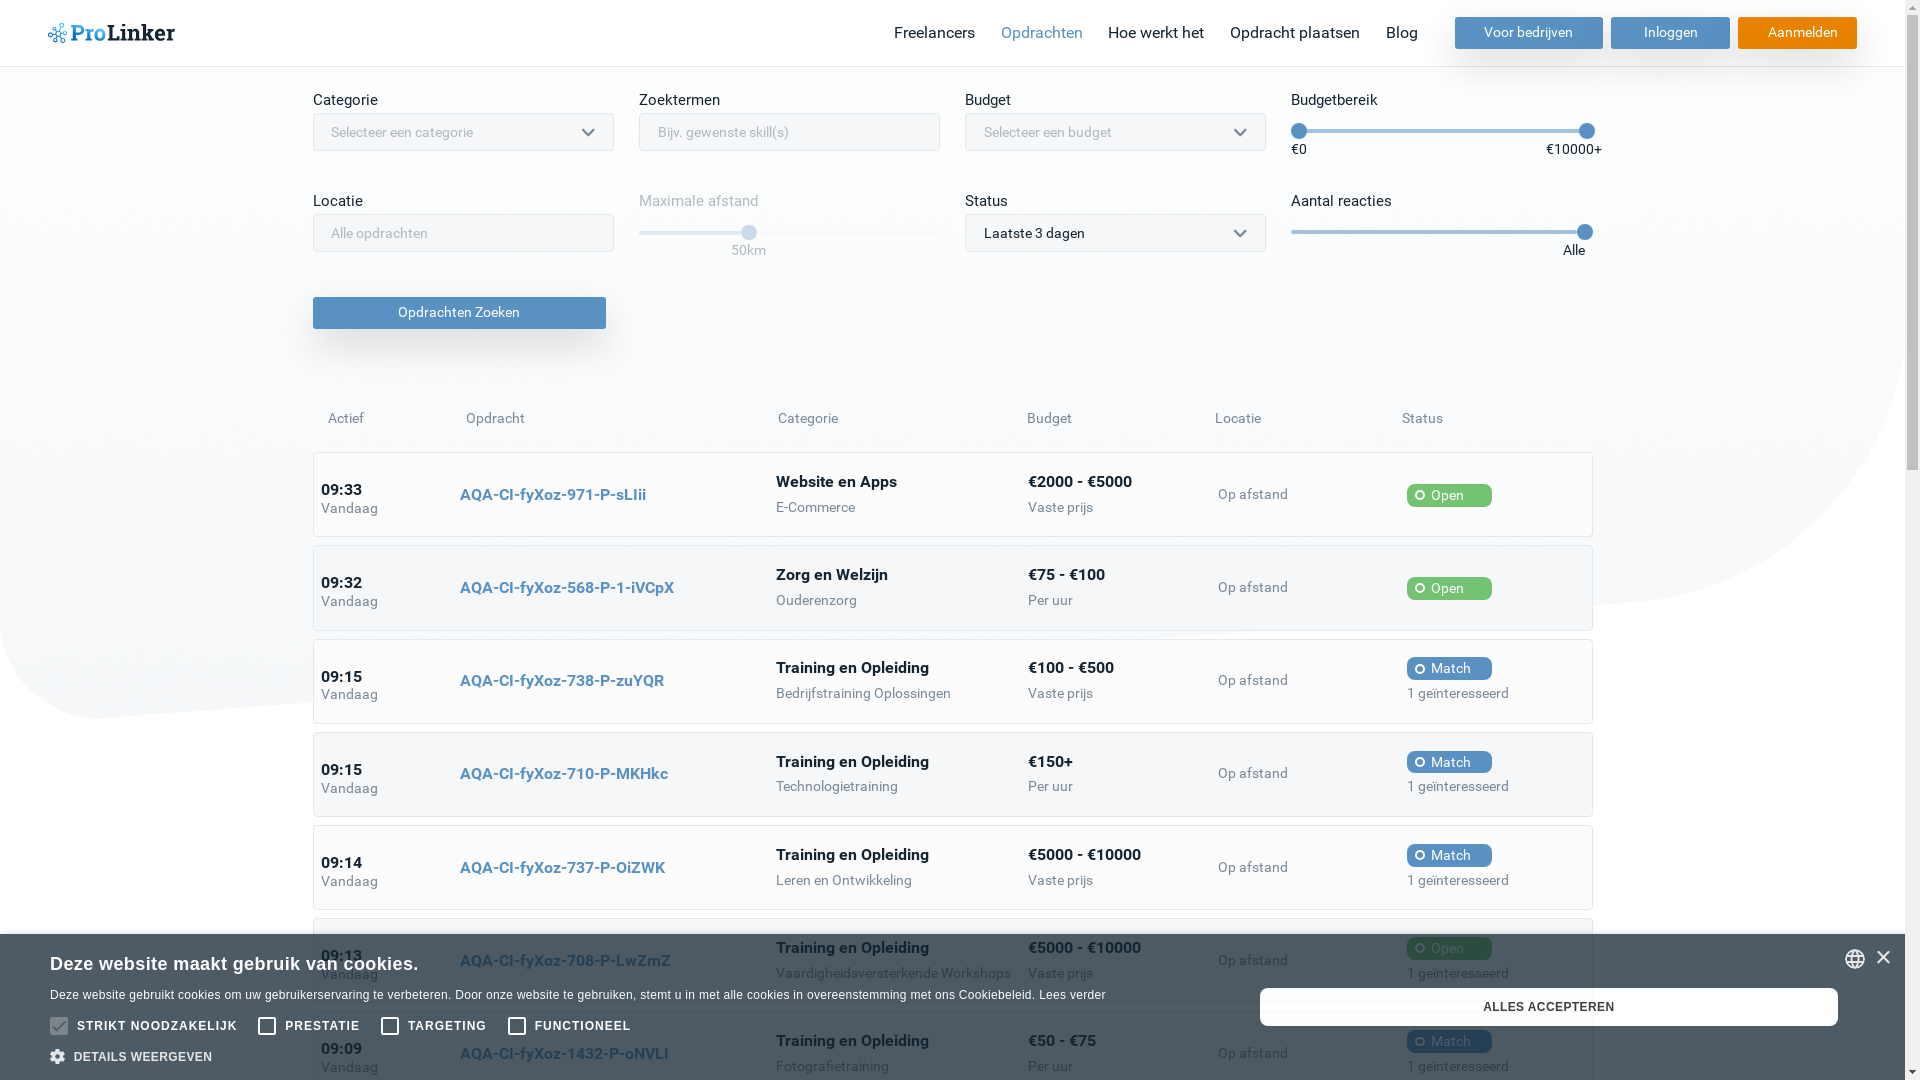 ProLinker
Freelancers Opdrachten Hoe werkt het Opdracht plaatsen Blog Voor bedrijven Inloggen Aanmelden
Categorie Zoektermen Budget Budgetbereik
Selecteer een categorie Bijv. gewenste skill(s) Selecteer een budget
€0 €10000+
Locatie Maximale afstand Status Aantal reacties
Alle opdrachten Laatste 3 dagen
50km Alle
Opdrachten Zoeken
Actief Opdracht Categorie Budget Locatie Status
09:33 Vandaag AQA-CI-fyXoz-971-P-sLIii Website en Apps E-Commerce €2000 - €5000 Vaste prijs Op afstand Open
09:32 Vandaag AQA-CI-fyXoz-568-P-1-iVCpX Zorg en Welzijn Ouderenzorg €75 - €100 Per uur Op afstand Open
09:15 Vandaag AQA-CI-fyXoz-738-P-zuYQR Training en Opleiding Bedrijfstraining Oplossingen €100 - €500 Vaste prijs Op afstand Match 1 geïnteresseerd
09:15 Vandaag AQA-CI-fyXoz-710-P-MKHkc Training en Opleiding Technologietraining €150+ Per uur Op afstand Match 1 geïnteresseerd
09:14 Vandaag AQA-CI-fyXoz-737-P-OiZWK Training en Opleiding Leren en Ontwikkeling €5000 - €10000 Vaste prijs Op afstand Match 1 geïnteresseerd
09:13 Vandaag AQA-CI-fyXoz-708-P-LwZmZ Training en Opleiding Vaardigheidsversterkende Workshops €5000 - €10000 Vaste prijs Op afstand Open 1 geïnteresseerd
09:09 Vandaag AQA-CI-fyXoz-1432-P-oNVLI Training en Opleiding Fotografietraining €50 - €75 Per uur Op afstand Match 1 geïnteresseerd
Deze website maakt gebruik van cookies.
Deze website gebruikt cookies om uw gebruikerservaring te verbeteren. Door onze website te gebruiken, stemt u in met alle cookies in overeenstemming met ons Cookiebeleid. Lees verder
STRIKT NOODZAKELIJK PRESTATIE TARGETING FUNCTIONEEL
DETAILS WEERGEVEN
ALLES ACCEPTEREN